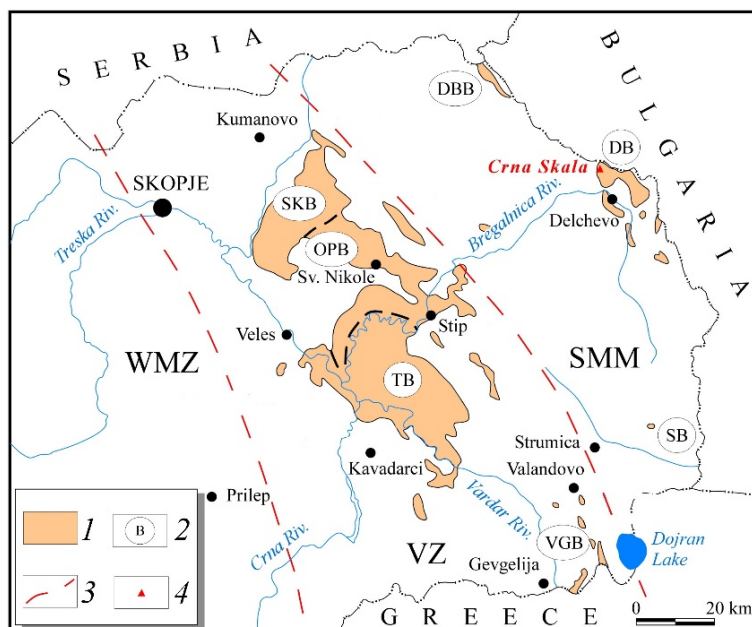 SERBIA
BULGARIA
DBB
Kumanovo
DB
Crna Skala
SKOPJE
SKB
Delchevo
Treska Riv.
Bregalnica Riv.
OPB
Sv. Nikole
Stip
Veles
WMZ
SMM
TB
SB
Strumica
Kavadarci
Valandovo
Prilep
Vardar Riv.
Crna Riv.
VZ
VGB
Dojran
Lake
Gevgelija
GREECE
1
B
2
3
4
0 20 km